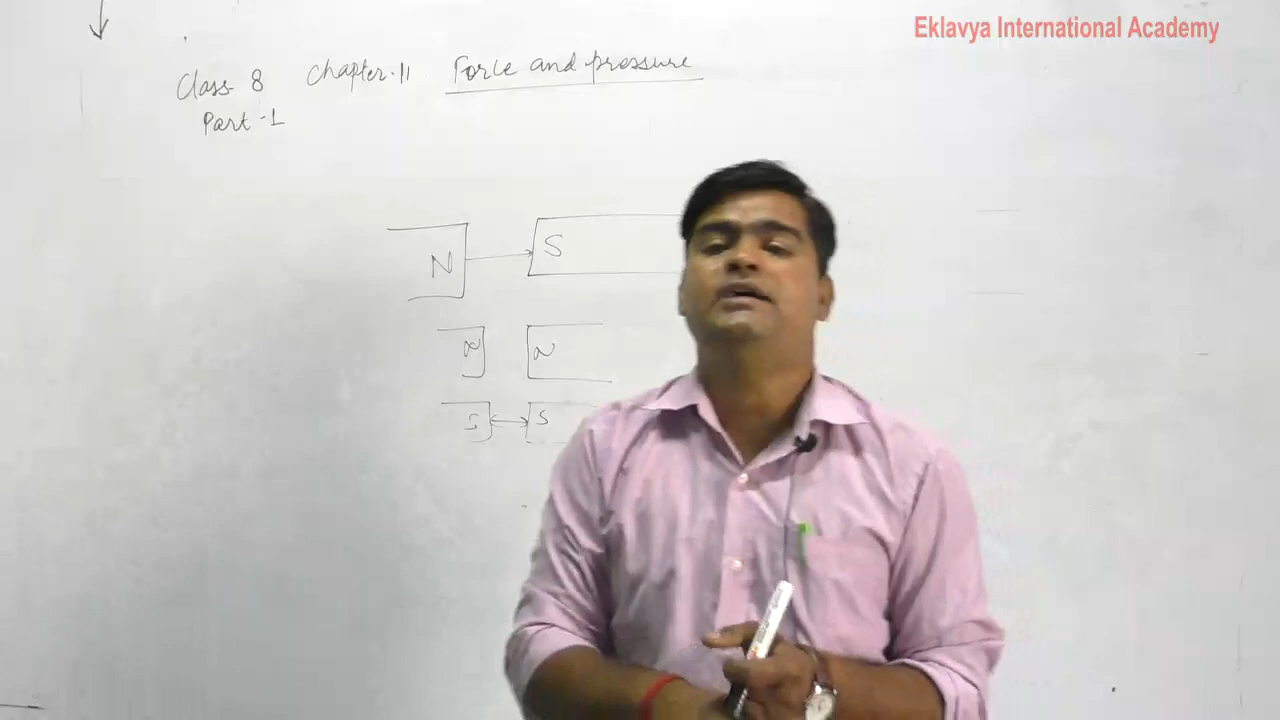 Eklavya International Academy
Class- 8 Chapter-11 Force and pressure
Part-1
N S
N N
S S